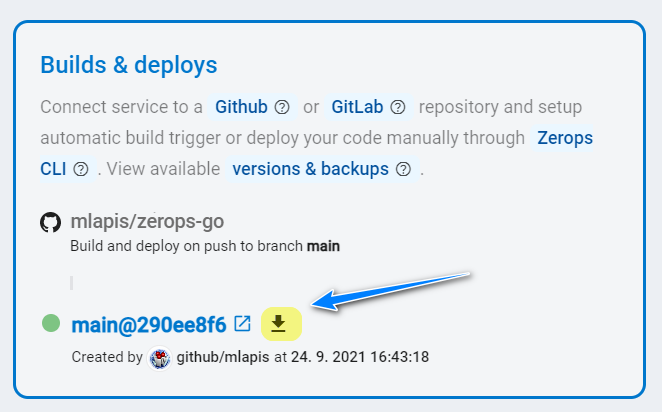 Builds & deploys
Connect service to a Github ? or GitLab ? repository and setup
automatic build trigger or deploy your code manually through Zerops
CLI ? . View available versions & backups ? .
mlapis/zerops-go
Build and deploy on push to branch main
main@290ee8f6
Created by github/mlapis at 24. 9. 2021 16:43:18